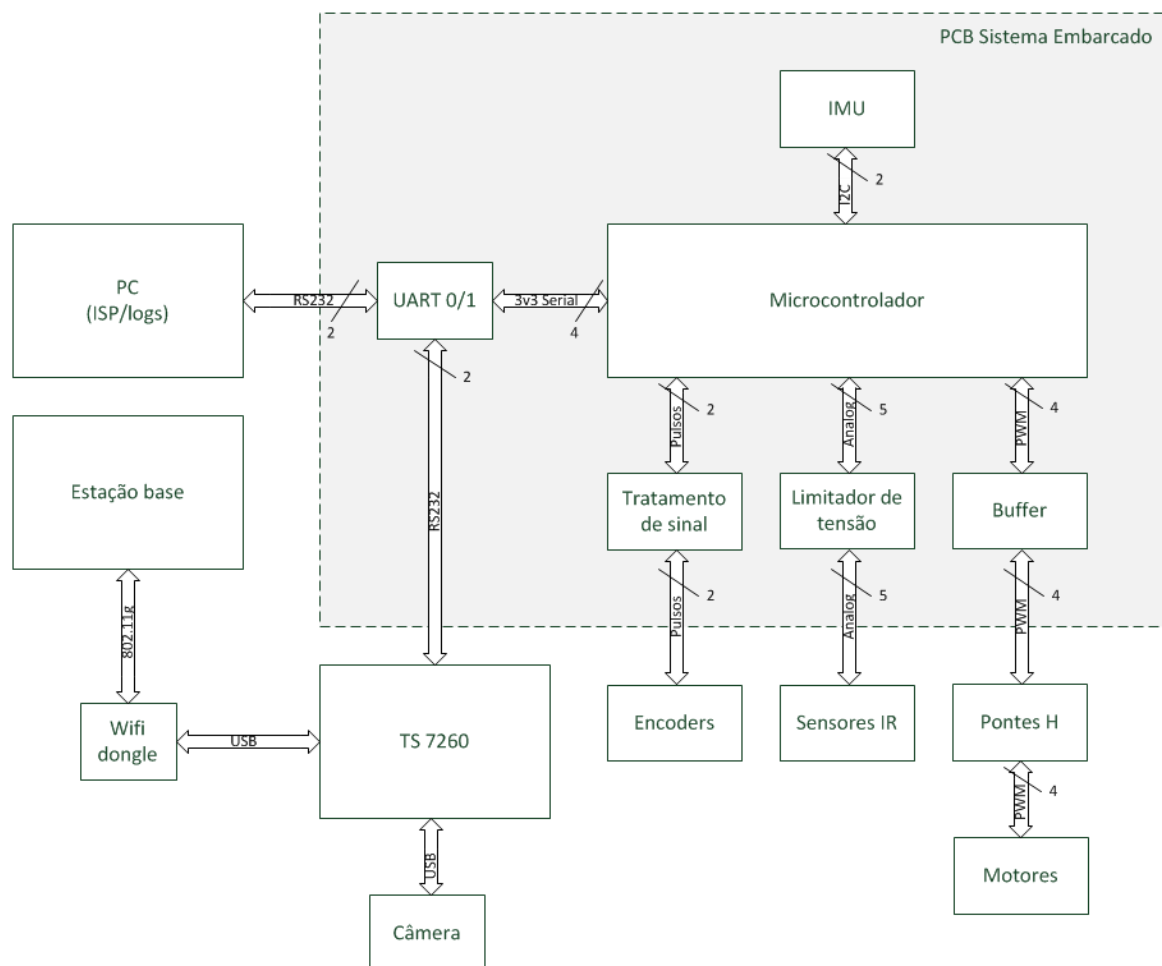 PCB Sistema Embarcado
IMU
2
I2C
PC
(ISP/logs)
RS232
2
UART 0/1
3v3 Serial
4
Microcontrolador
2
RS232
2
Pulsos
5
Analog
4
PWM
Estação base
Tratamento
de sinal
Limitador de
tensão
Buffer
2
Pulsos
5
Analog
4
PWM
802.11g
Wifi
dongle
USB
TS 7260
Encoders
Sensores IR
Pontes H
4
PWM
USB
Motores
Câmera